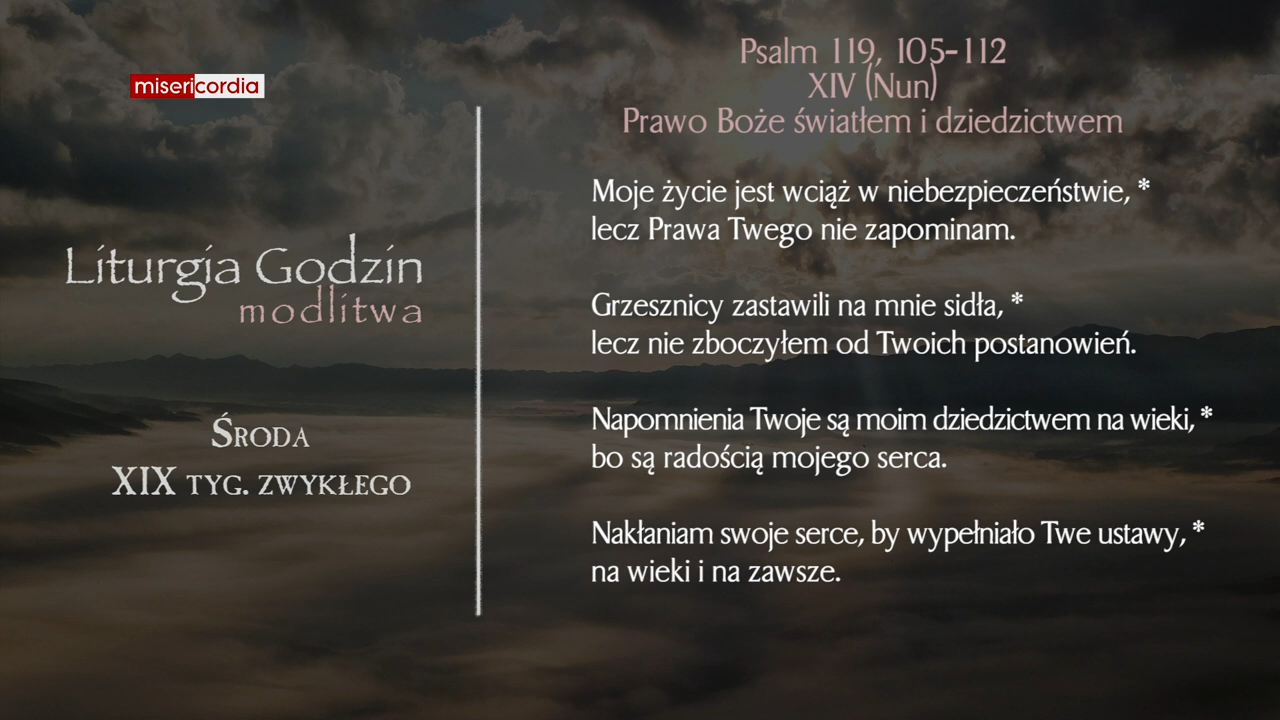 misericordia
Liturgia Godzin
modlitwa
Środa
XIX tyg. zwykłego
Psalm 119, 105-112
XIV (Nun)
Prawo Boże światłem i dziedzictwem
Moje życie jest wciąż w niebezpieczeństwie, *
lecz Prawa Twego nie zapominam.
Grzesznicy zastawili na mnie sidła, *
lecz nie zboczyłem od Twoich postanowień.
Napomnienia Twoje są moim dziedzictwem na wieki, *
bo są radością mojego serca.
Nakłaniam swoje serce, by wypełniało Twe ustawy, *
na wieki i na zawsze.